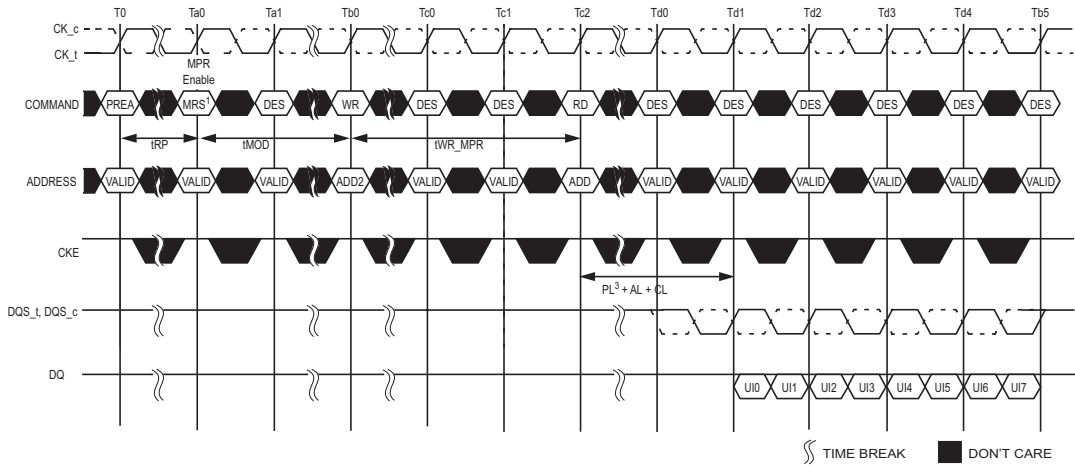 T0 Ta0 Ta1 Tb0 Tc0 Tc1 Tc2 Td0 Td1 Td2 Td3 Td4 Tb5
CK_c
CK_t
MPR
Enable
COMMAND PREA MRS1 DES WR DES DES RD DES DES DES DES DES DES
tRP tMOD tWR_MPR
ADDRESS VALID VALID VALID ADD2 VALID VALID ADD VALID VALID VALID VALID VALID VALID
CKE
PL3 + AL + CL
DQS_t, DQS_c
DQ UI0 UI1 UI2 UI3 UI4 UI5 UI6 UI7
TIME BREAK DON'T CARE